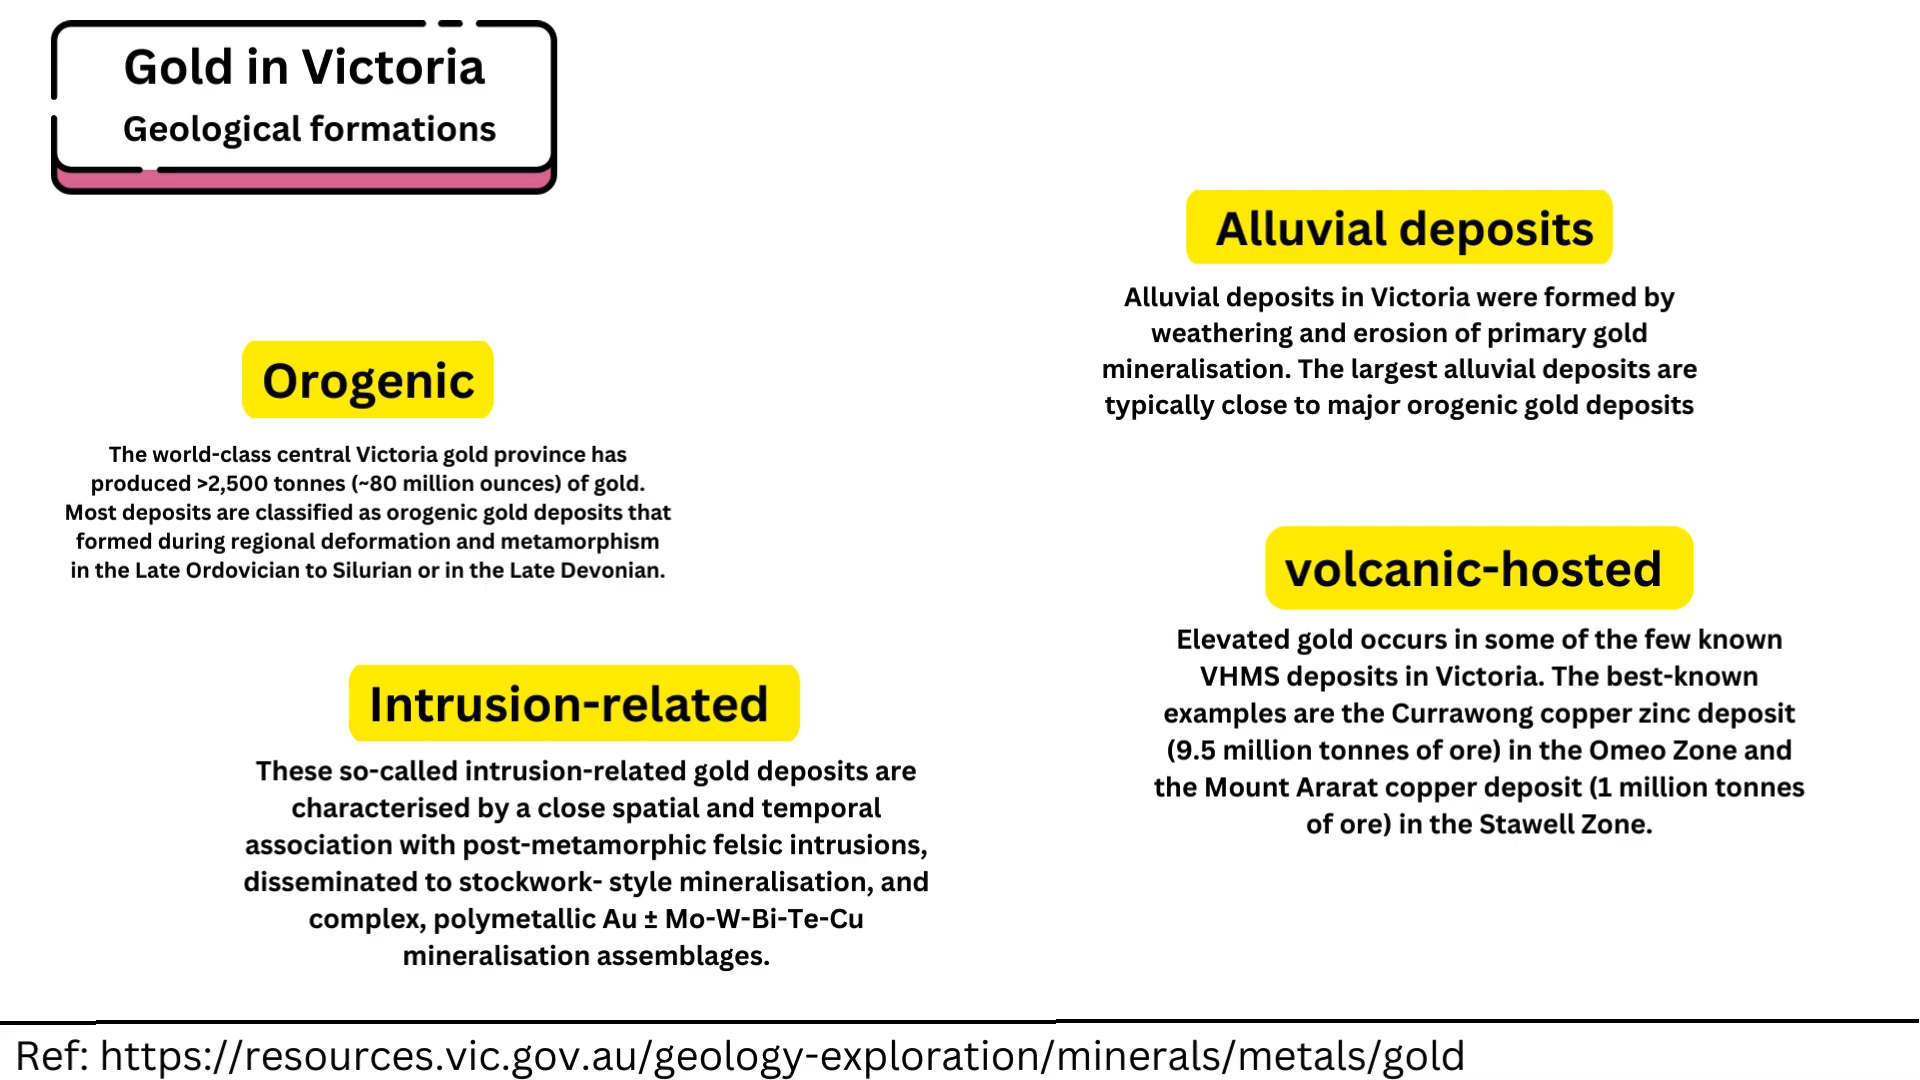 Gold in Victoria
Geological formations
Orogenic
The world-class central Victoria gold province has
produced >2,500 tonnes (~80 million ounces) of gold.
Most deposits are classified as orogenic gold deposits that
formed during regional deformation and metamorphism
in the Late Ordovician to Silurian or in the Late Devonian.
Intrusion-related
These so-called intrusion-related gold deposits are
characterised by a close spatial and temporal
association with post-metamorphic felsic intrusions,
disseminated to stockwork- style mineralisation, and
complex, polymetallic Au ± Mo-W-Bi-Te-Cu
mineralisation assemblages.
Alluvial deposits
Alluvial deposits in Victoria were formed by
weathering and erosion of primary gold
mineralisation. The largest alluvial deposits are
typically close to major orogenic gold deposits
volcanic-hosted
Elevated gold occurs in some of the few known
VHMS deposits in Victoria. The best-known
examples are the Currawong copper zinc deposit
(9.5 million tonnes of ore) in the Omeo Zone and
the Mount Ararat copper deposit (1 million tonnes
of ore) in the Stawell Zone.
Ref: https://resources.vic.gov.au/geology-exploration/minerals/metals/gold